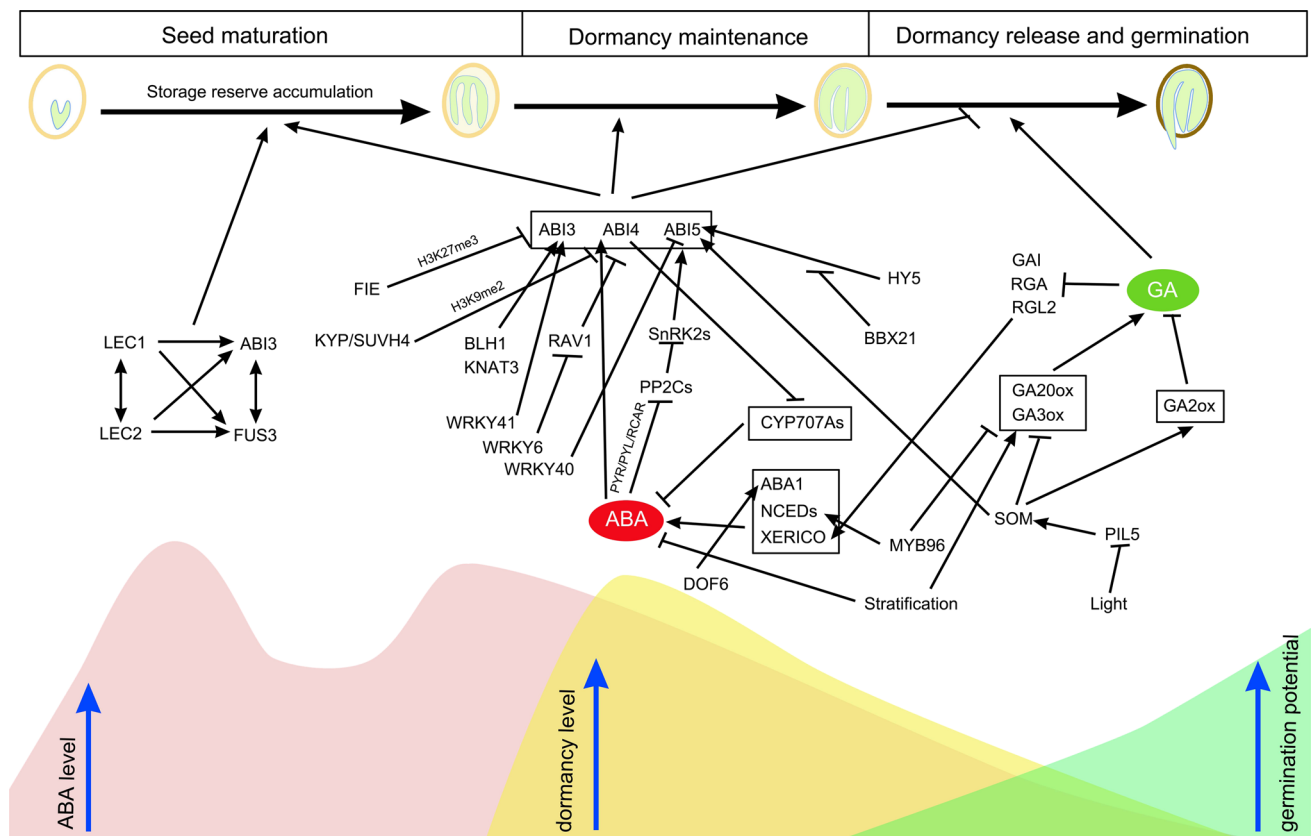 Seed maturation
Dormancy maintenance
Dormancy release and germination
Storage reserve accumulation
ABI3
ABI4
ABI5
H3K27me3
FIE
H3K9me2
KYP/SUVH4
BLH1
KNAT3
RAV1
SnRK2s
HY5
BBX21
GAI
RGA
RGL2
GA
LEC1
ABI3
LEC2
FUS3
WRKY41
WRKY6
WRKY40
PYR/PYL/RCAR
PP2Cs
CYP707As
GA20ox
GA3ox
GA2ox
ABA
ABA1
NCEDs
XERICO
MYB96
SOM
PIL5
DOF6
Stratification
Light
ABA level
dormancy level
germination potential